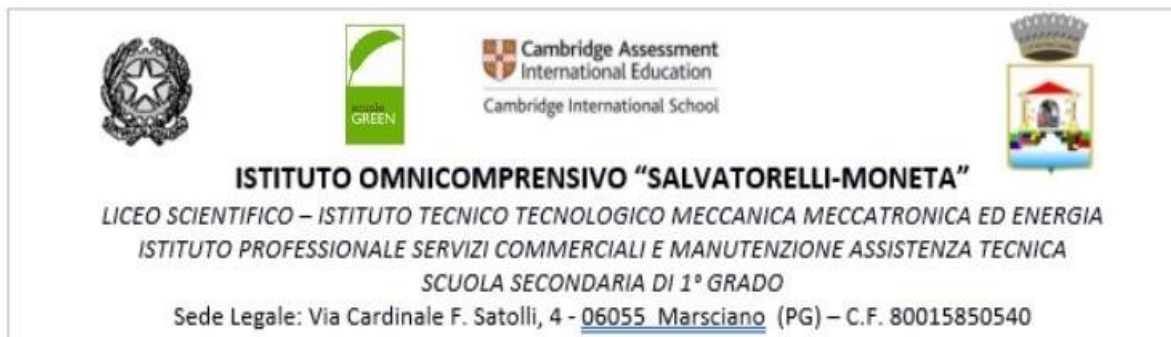 scuole
GREEN
Cambridge Assessment
International Education
Cambridge International School
ISTITUTO OMNICOMPRENSIVO “SALVATORELLI-MONETA”
LICEO SCIENTIFICO – ISTITUTO TECNICO TECNOLOGICO MECCANICA MECCATRONICA ED ENERGIA
ISTITUTO PROFESSIONALE SERVIZI COMMERCIALI E MANUTENZIONE ASSISTENZA TECNICA
SCUOLA SECONDARIA DI 1° GRADO
Sede Legale: Via Cardinale F. Satolli, 4 - 06055 Marsciano (PG) – C.F. 80015850540